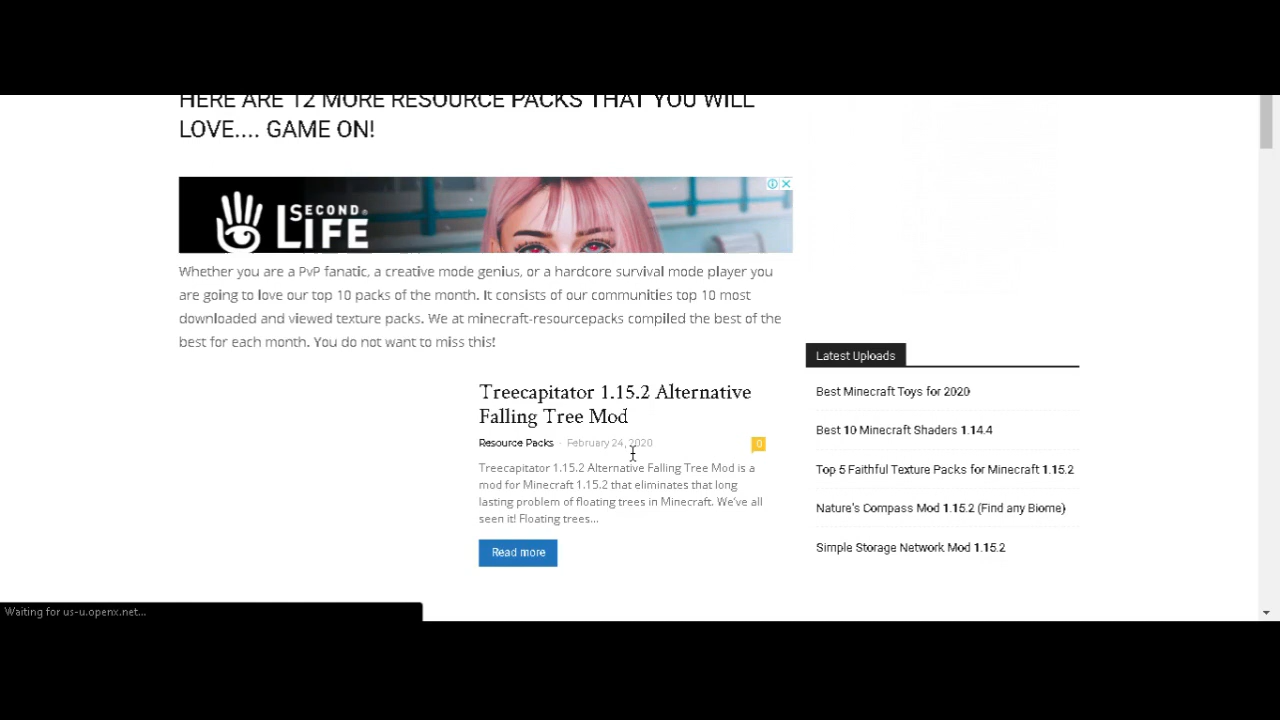 HERE ARE 12 MORE RESOURCE PACKS THAT YOU WILL
LOVE.... GAME ON!
SECOND
LIFE
Whether you are a PvP fanatic, a creative mode genius, or a hardcore survival mode player you
are going to love our top 10 packs of the month. It consists of our communities top 10 most
downloaded and viewed texture packs. We at minecraft-resourcepacks compiled the best of the
best for each month. You do not want to miss this!
Treecapitator 1.15.2 Alternative
Falling Tree Mod
Resource Packs - February 24, 2020
0
Treecapitator 1.15.2 Alternative Falling Tree Mod is a
mod for Minecraft 1.15.2 that eliminates that long
lasting problem of floating trees in Minecraft. We've all
seen it! Floating trees...
Read more
Latest Uploads
Best Minecraft Toys for 2020
Best 10 Minecraft Shaders 1.14.4
Top 5 Faithful Texture Packs for Minecraft 1.15.2
Nature's Compass Mod 1.15.2 (Find any Biome)
Simple Storage Network Mod 1.15.2
Waiting for us-u.openx.net...